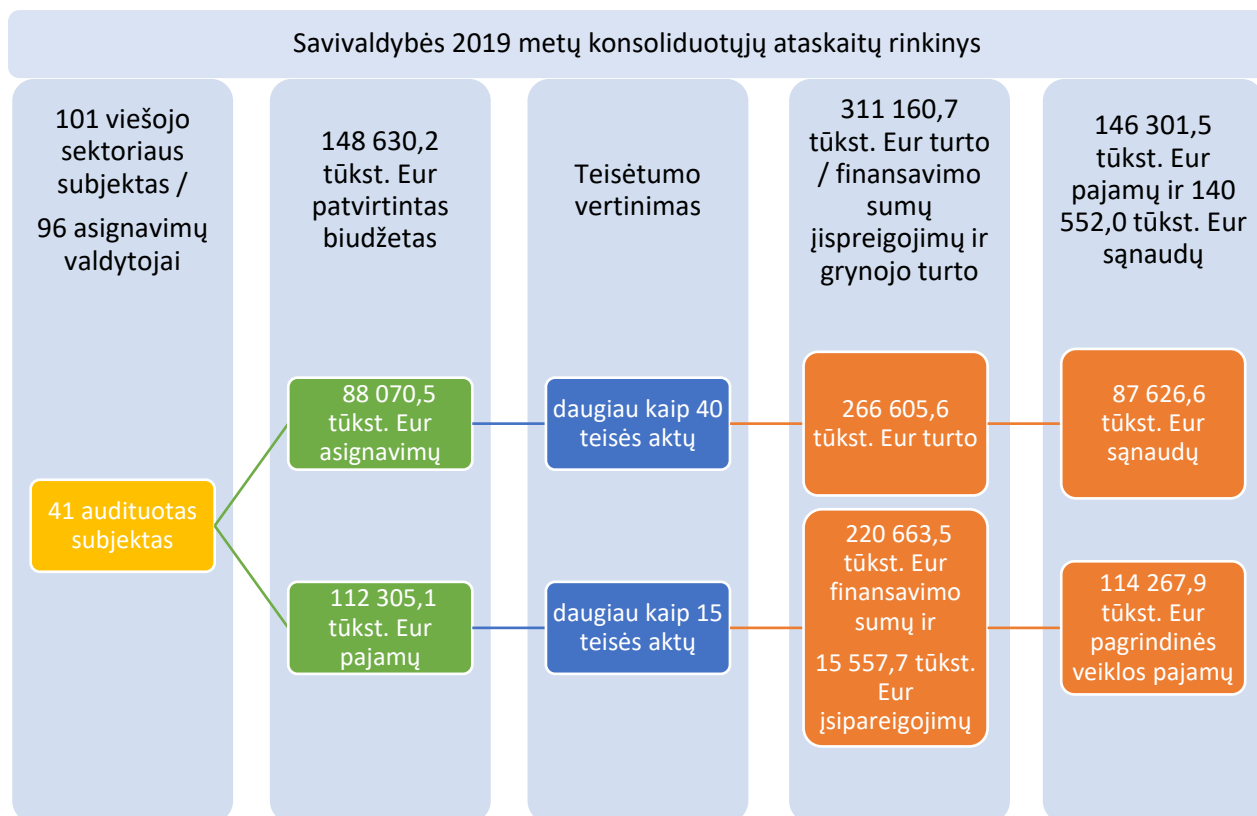 Savivaldybės 2019 metų konsoliduotųjų ataskaitų rinkinys
101 viešojo
sektoriaus
subjektas /
96 asignavimų
valdytojai
148 630,2
tūkst. Eur
patvirtintas
biudžetas
Teisėtumo
vertinimas
311 160,7
tūkst. Eur turto
/ finansavimo
sumų
įsipreigojimų ir
grynojo turto
146 301,5
tūkst. Eur
pajamų ir 140
552,0 tūkst. Eur
sąnaudų
41 audituotas
subjektas
88 070,5
tūkst. Eur
asignavimų
daugiau kaip 40
teisės aktų
266 605,6
tūkst. Eur turto
87 626,6
tūkst. Eur
sąnaudų
112 305,1
tūkst. Eur
pajamų
daugiau kaip 15
teisės aktų
220 663,5
tūkst. Eur
finansavimo
sumų ir
15 557,7 tūkst.
Eur
įsipareigojimų
114 267,9
tūkst. Eur
pagrindinės
veiklos pajamų